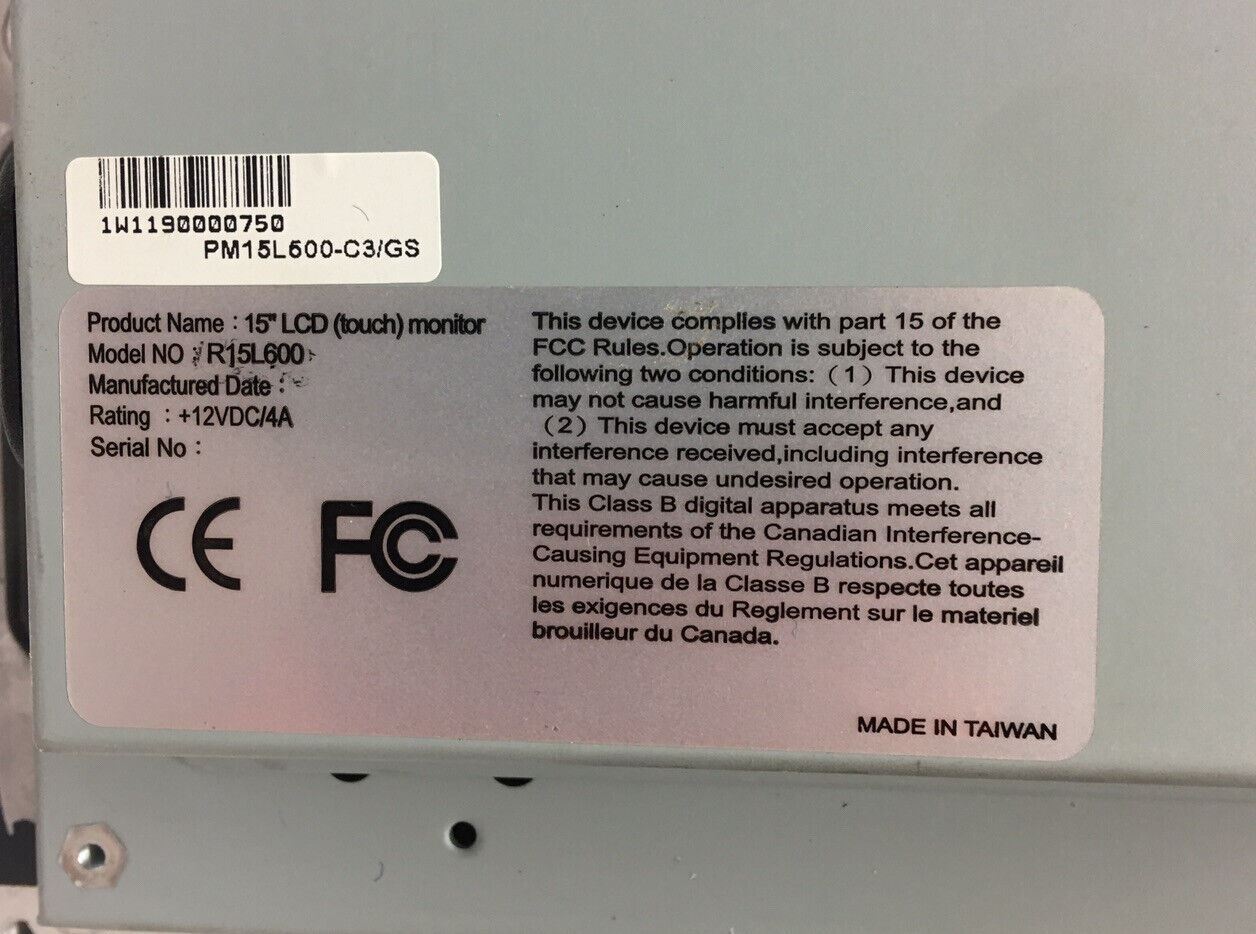 1W1190000750
PM15L600-C3/GS
Product Name : 15" LCD (touch) monitor
Model NO : R15L600
Manufactured Date :
Rating : +12VDC/4A
Serial No :
CE FC
This device complies with part 15 of the
FCC Rules.Operation is subject to the
following two conditions: (1) This device
may not cause harmful interference,and
(2) This device must accept any
interference received,including interference
that may cause undesired operation.
This Class B digital apparatus meets all
requirements of the Canadian Interference-
Causing Equipment Regulations.Cet appareil
numerique de la Classe B respecte toutes
les exigences du Reglement sur le materiel
brouilleur du Canada.
MADE IN TAIWAN